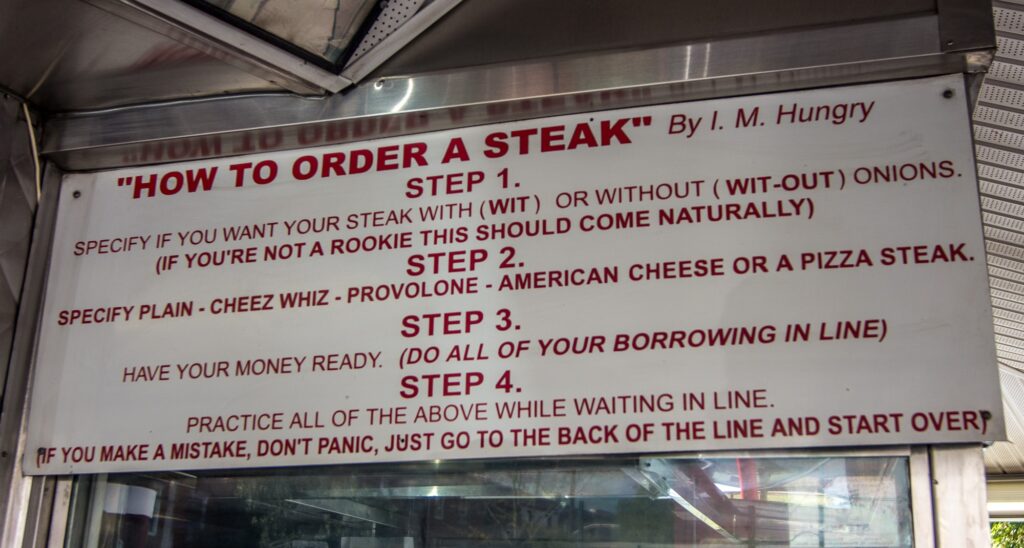 "HOW TO ORDER A STEAK" By I. M. Hungry
STEP 1.
SPECIFY IF YOU WANT YOUR STEAK WITH (WIT) OR WITHOUT (WIT-OUT) ONIONS.
(IF YOU'RE NOT A ROOKIE THIS SHOULD COME NATURALLY)
STEP 2.
SPECIFY PLAIN - CHEEZ WHIZ - PROVOLONE - AMERICAN CHEESE OR A PIZZA STEAK.
STEP 3.
HAVE YOUR MONEY READY. (DO ALL OF YOUR BORROWING IN LINE)
STEP 4.
PRACTICE ALL OF THE ABOVE WHILE WAITING IN LINE.
(IF YOU MAKE A MISTAKE, DON'T PANIC, JUST GO TO THE BACK OF THE LINE AND START OVER)